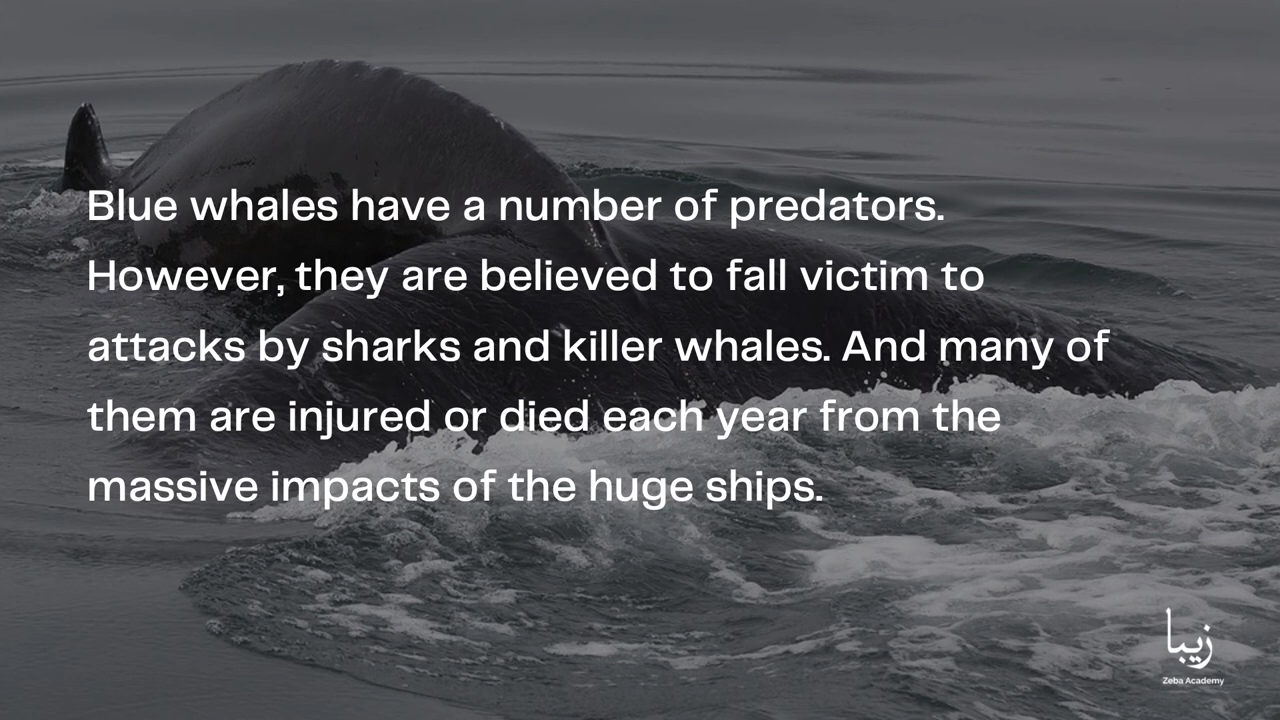 Blue whales have a number of predators.
However, they are believed to fall victim to
attacks by sharks and killer whales. And many of
them are injured or died each year from the
massive impacts of the huge ships.
زیبا
Zeba Academy